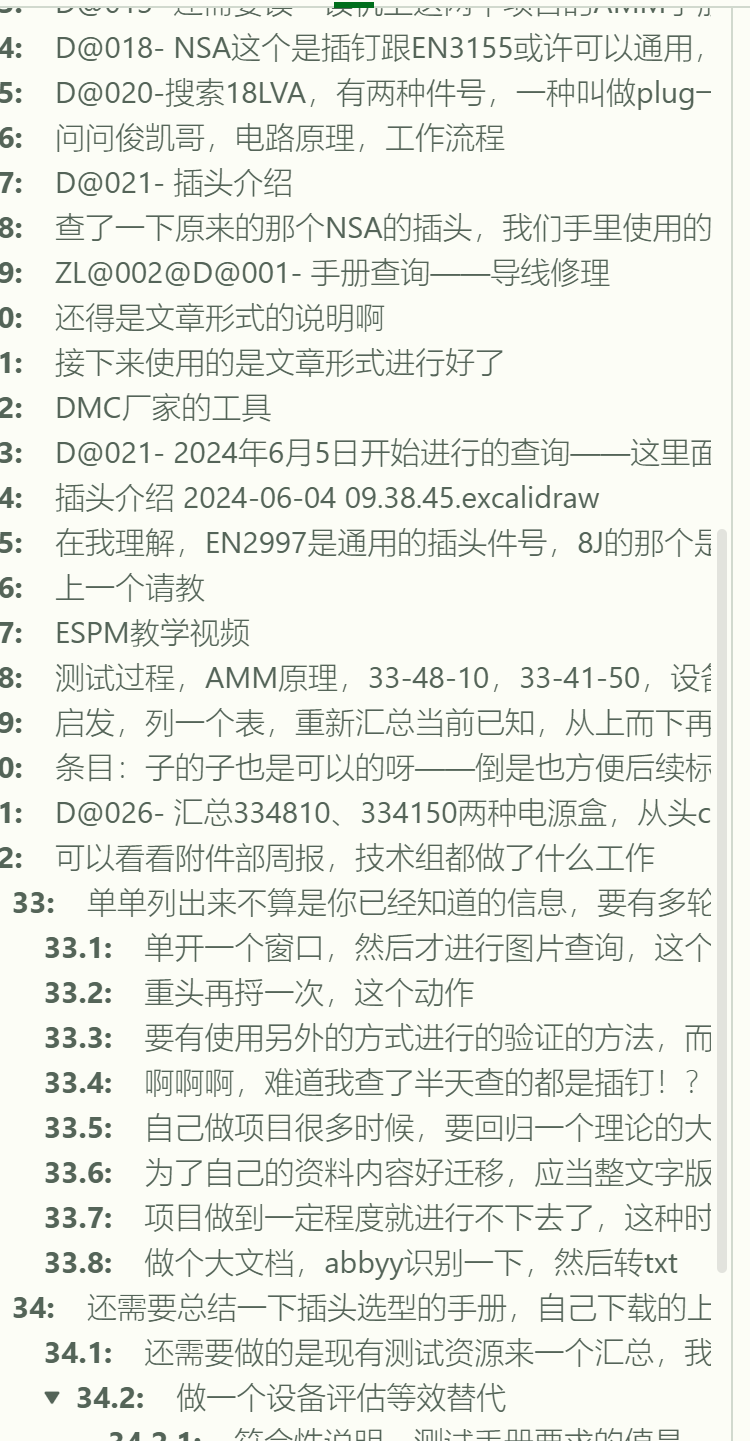 4: D@018- NSA这个是插钉跟EN3155或许可以通用，
5: D@020-搜索18LVA，有两种件号，一种叫做plug一
6: 问问俊凯哥，电路原理，工作流程
7: D@021- 插头介绍
8: 查了一下原来的那个NSA的插头，我们手里使用的
9: ZL@002@D@001- 手册查询——导线修理
0: 还得是文章形式的说明啊
1: 接下来使用的是文章形式进行好了
2: DMC厂家的工具
3: D@021- 2024年6月5日开始进行的查询——这里面
4: 插头介绍 2024-06-04 09.38.45.excalidraw
5: 在我理解，EN2997是通用的插头件号，8J的那个是
6: 上一个请教
7: ESPM教学视频
8: 测试过程，AMM原理，33-48-10，33-41-50，设备
9: 启发，列一个表，重新汇总当前已知，从上而下再
0: 条目：子的子也是可以的呀——倒是也方便后续标
1: D@026- 汇总334810、334150两种电源盒，从头c
2: 可以看看附件部周报，技术组都做了什么工作
33: 单单列出来不算是你已经知道的信息，要有多轮
33.1: 单开一个窗口，然后才进行图片查询，这个
33.2: 重头再捋一次，这个动作
33.3: 要有使用另外的方式进行的验证的方法，而
33.4: 啊啊啊，难道我查了半天查的都是插钉！？
33.5: 自己做项目很多时候，要回归一个理论的大
33.6: 为了自己的资料内容好迁移，应当整文字版
33.7: 项目做到一定程度就进行不下去了，这种时
33.8: 做个大文档，abbyy识别一下，然后转txt
34: 还需要总结一下插头选型的手册，自己下载的上
34.1: 还需要做的是现有测试资源来一个汇总，我
34.2: 做一个设备评估等效替代